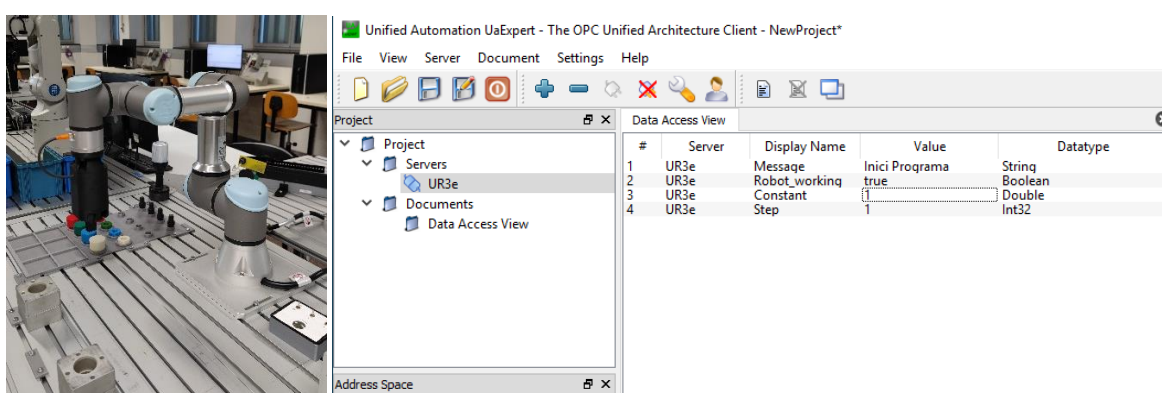 Unified Automation UaExpert - The OPC Unified Architecture Client - NewProject*
File View Server Document Settings Help
Project
Project
Servers
UR3e
Documents
Data Access View
Address Space
Data Access View
# Server Display Name Value Datatype
1 UR3e Message Inici Programa String
2 UR3e Robot_working true Boolean
3 UR3e Constant 1 Double
4 UR3e Step 1 Int32